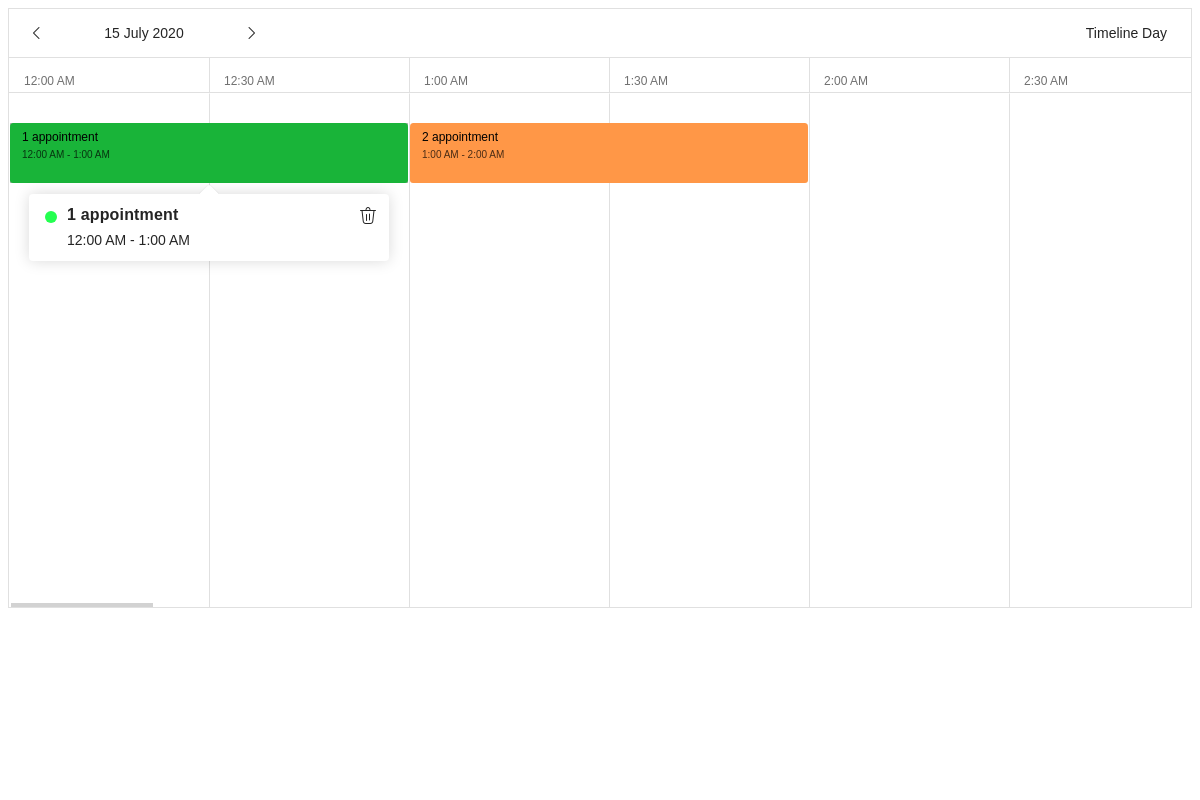 15 July 2020
Timeline Day
12:00 AM
12:30 AM
1:00 AM
1:30 AM
2:00 AM
2:30 AM
1 appointment
12:00 AM - 1:00 AM
2 appointment
1:00 AM - 2:00 AM
1 appointment
12:00 AM - 1:00 AM